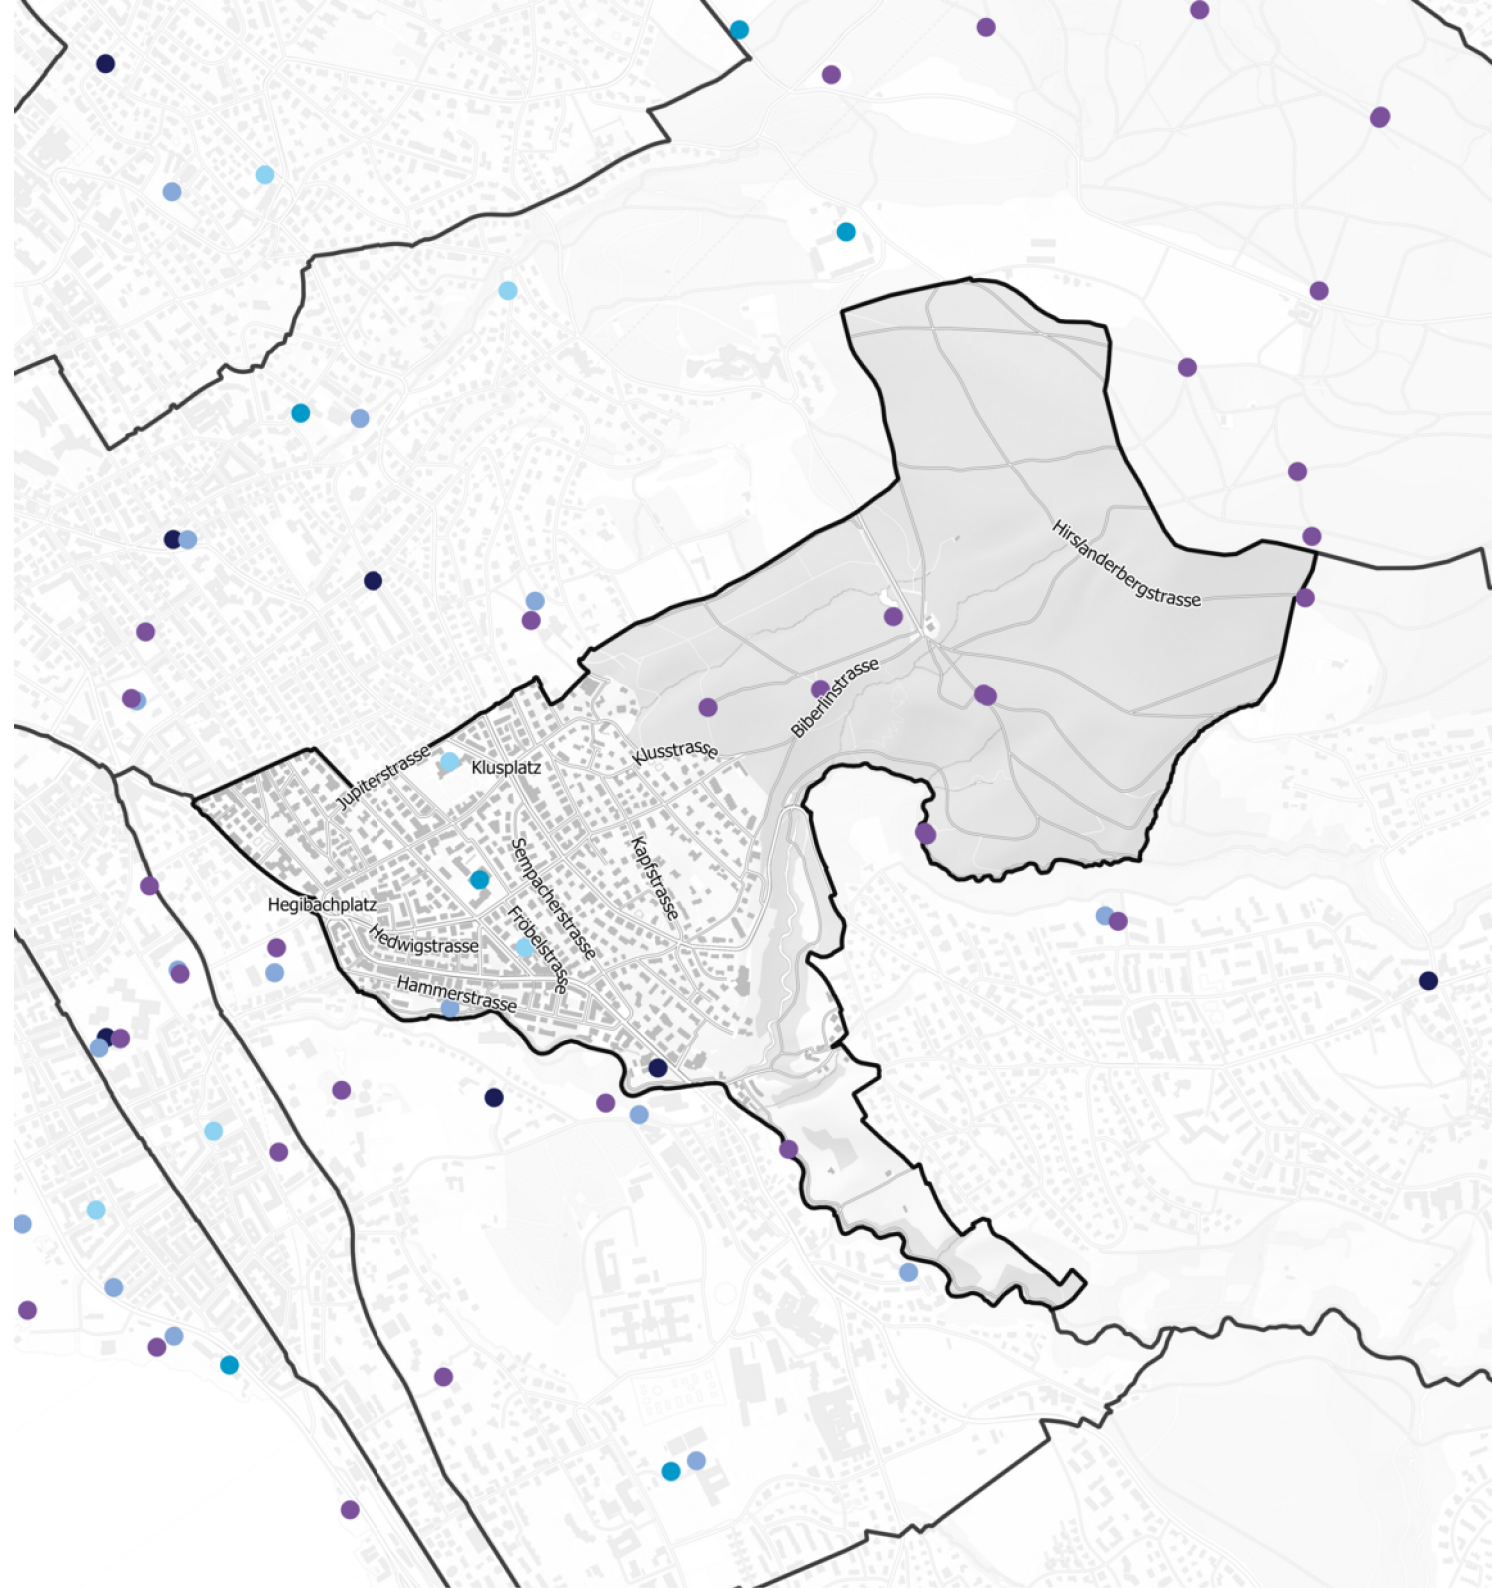 Hirslanderbergstrasse
Biberlinstrasse
Klusstrasse
Jupiterstrasse
Klusplatz
Sempacherstrasse
Kapfstrasse
Hegibachplatz
Fröbelstrasse
Hedwigstrasse
Hammerstrasse